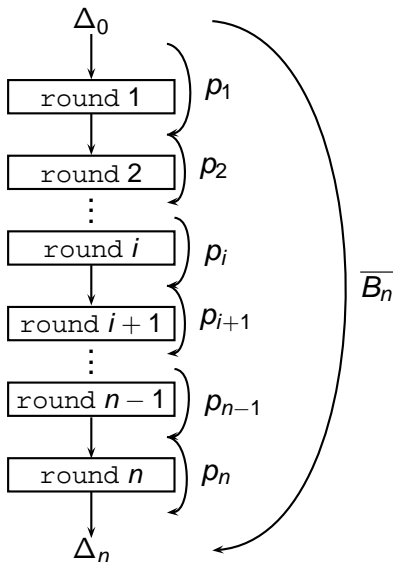 Δ₀
round 1
p₁
round 2
p₂
⋮
round i
pᵢ
B̅ₙ
round i + 1
pᵢ₊₁
⋮
round n − 1
pₙ₋₁
round n
pₙ
Δₙ